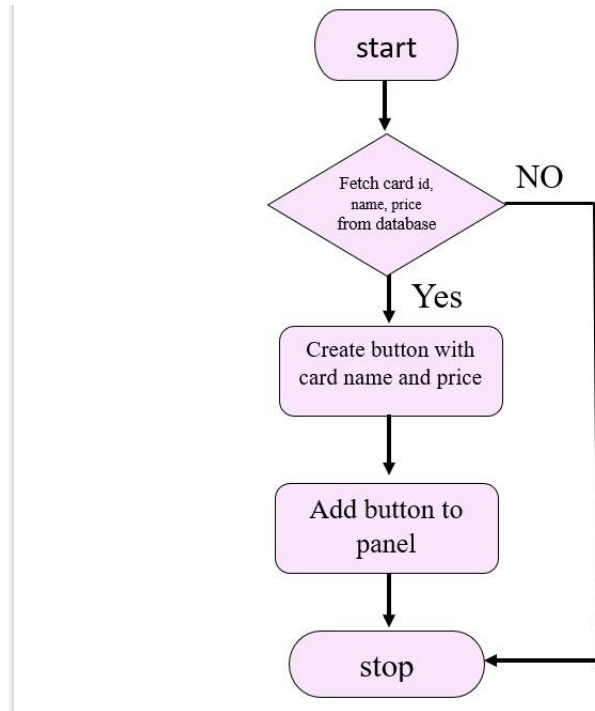 start
Fetch card id,
name, price
from database
NO
Yes
Create button with
card name and price
Add button to
panel
stop